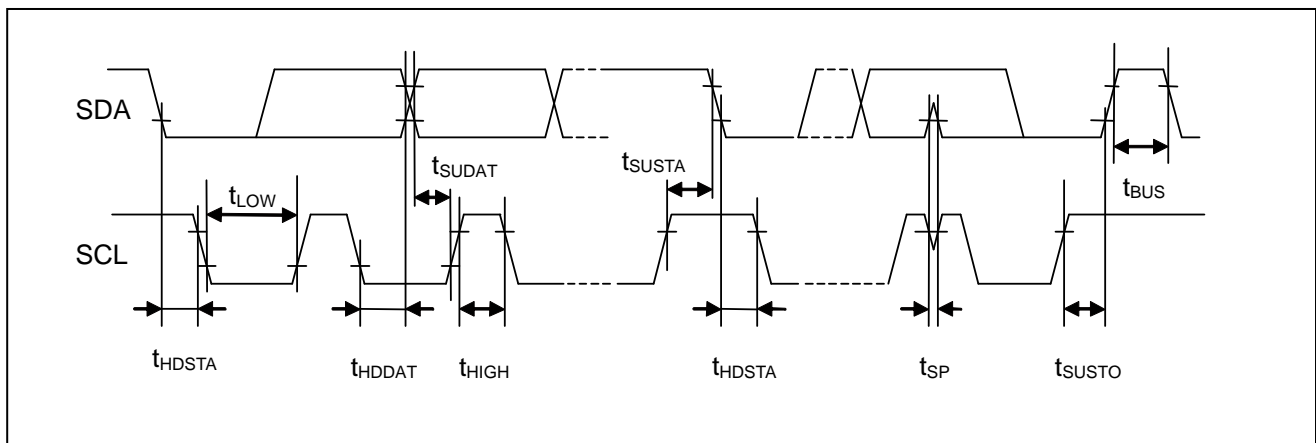 SDA
tSUDAT
tSUSTA
tBUS
tLOW
SCL
tHDSTA
tHDDAT
tHIGH
tHDSTA
tSP
tSUSTO